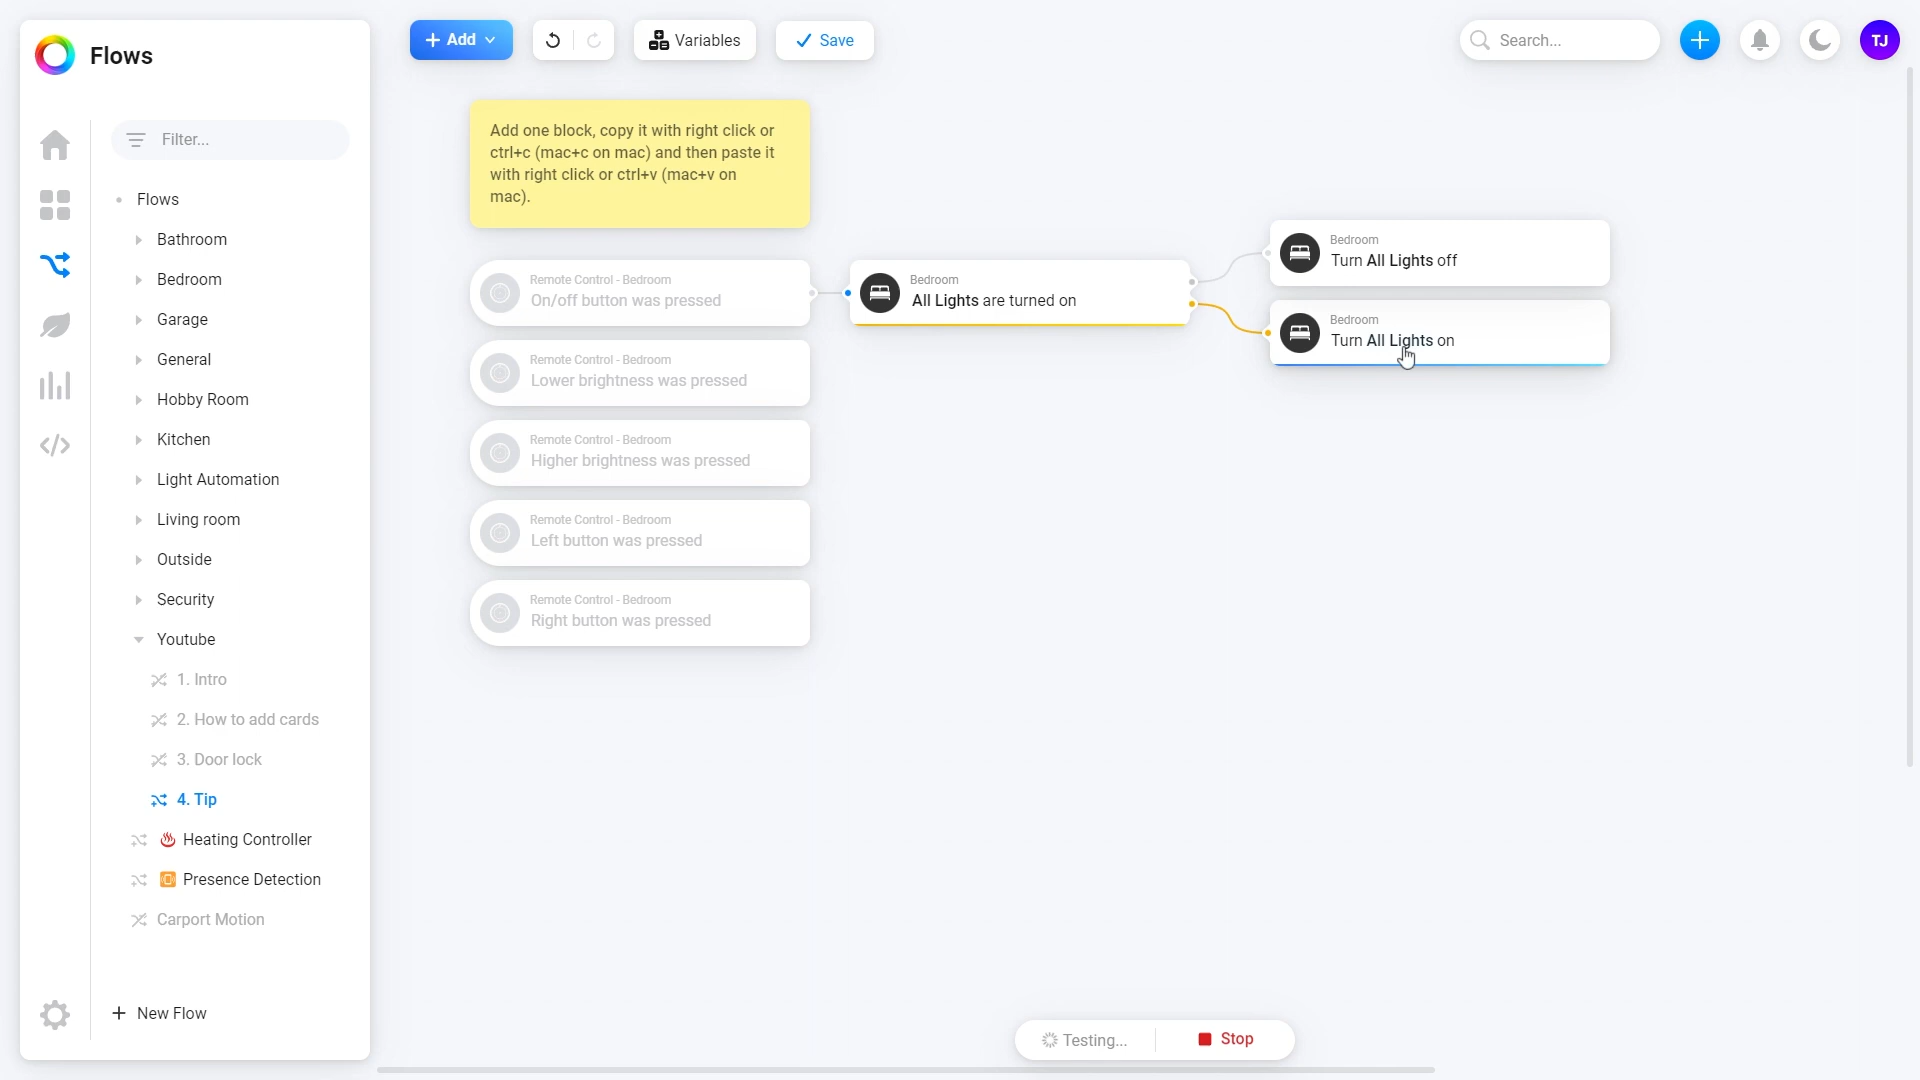 Flows
Add
Variables
Save
Search...
TJ
Filter...
Flows
Bathroom
Bedroom
Garage
General
Hobby Room
Kitchen
Light Automation
Living room
Outside
Security
Youtube
1. Intro
2. How to add cards
3. Door lock
4. Tip
Heating Controller
Presence Detection
Carport Motion
New Flow
Add one block, copy it with right click or
ctrl+c (mac+c on mac) and then paste it
with right click or ctrl+v (mac+v on
mac).
Remote Control - Bedroom
On/off button was pressed
Remote Control - Bedroom
Lower brightness was pressed
Remote Control - Bedroom
Higher brightness was pressed
Remote Control - Bedroom
Left button was pressed
Remote Control - Bedroom
Right button was pressed
Bedroom
All Lights are turned on
Bedroom
Turn All Lights off
Bedroom
Turn All Lights on
Testing...
Stop